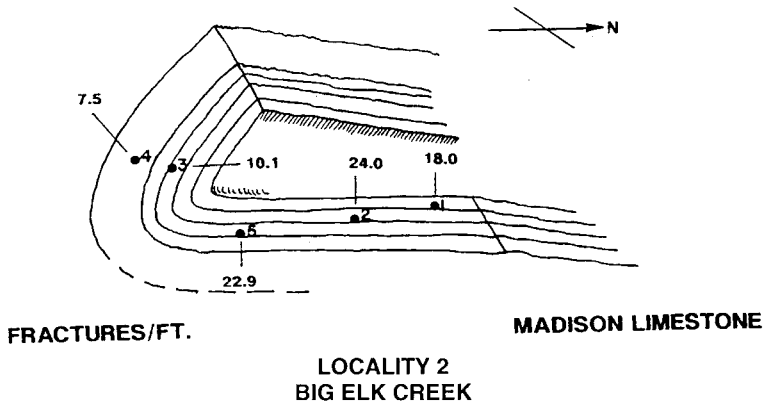 N
7.5
4
3
10.1
24.0
18.0
1
2
5
22.9
FRACTURES/FT.
MADISON LIMESTONE
LOCALITY 2
BIG ELK CREEK